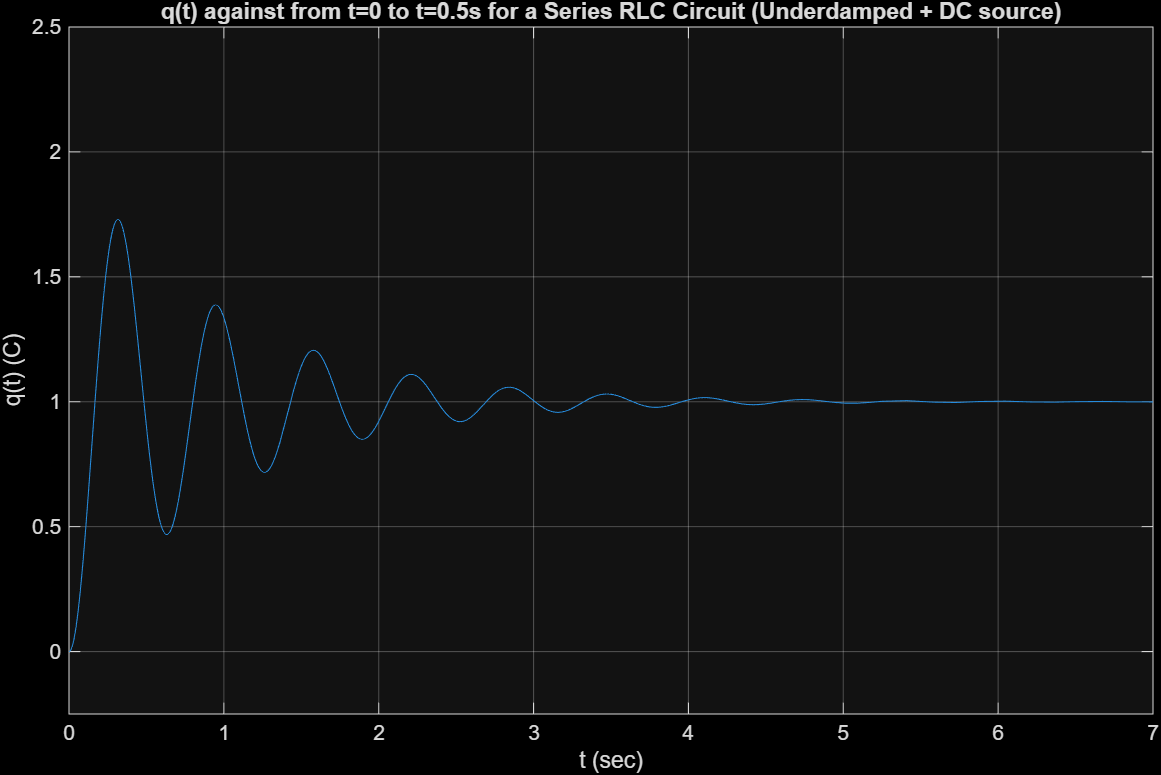 q(t) against from t=0 to t=0.5s for a Series RLC Circuit (Underdamped + DC source)
2.5
2
1.5
1
0.5
0
q(t) (C)
0 1 2 3 4 5 6 7
t (sec)